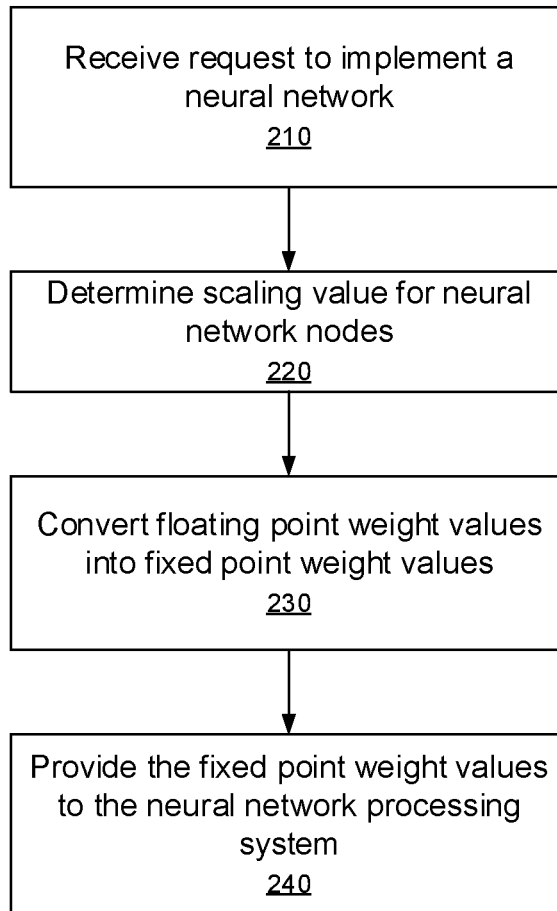 Receive request to implement a
neural network
210
Determine scaling value for neural
network nodes
220
Convert floating point weight values
into fixed point weight values
230
Provide the fixed point weight values
to the neural network processing
system
240